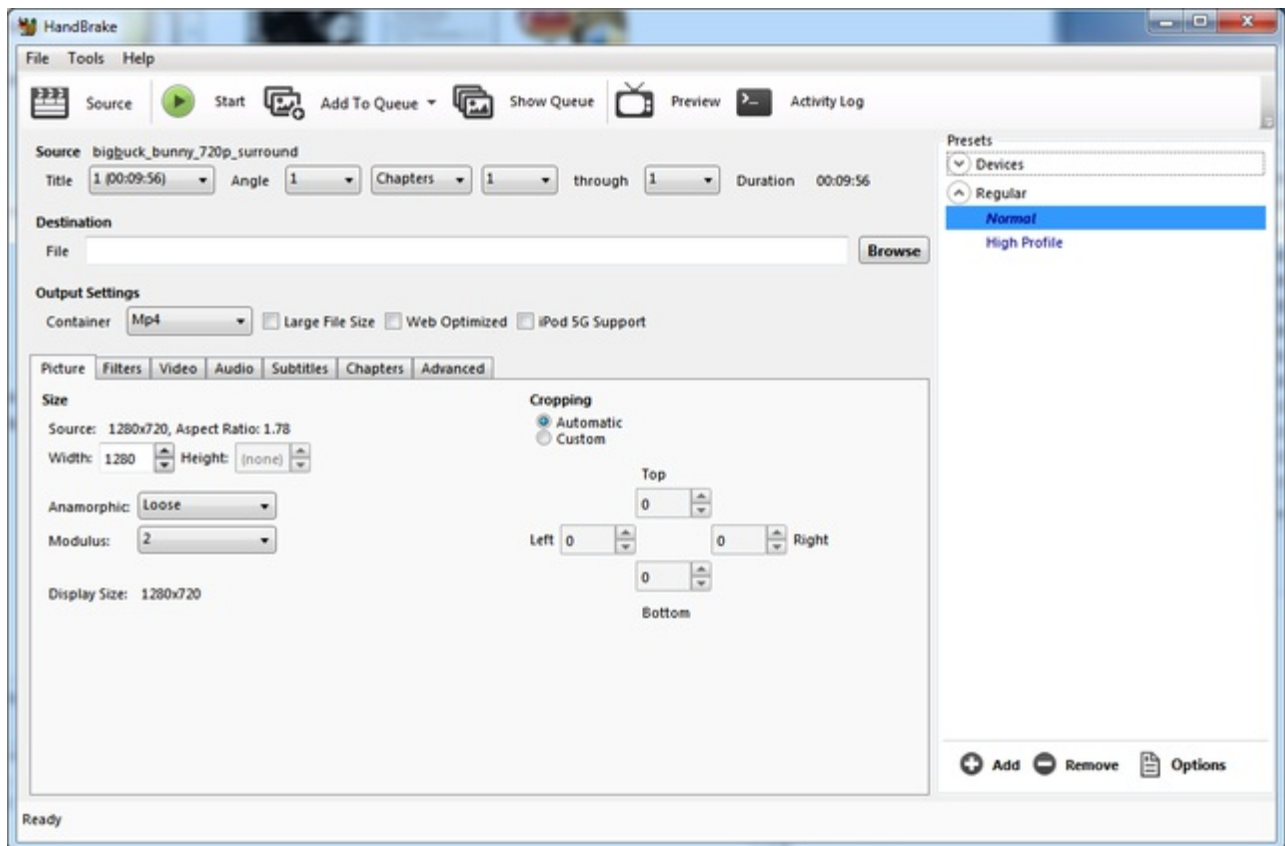 HandBrake
File Tools Help
Source Start Add To Queue Show Queue Preview Activity Log
Source bigbuck_bunny_720p_surround
Title 1 (00:09:56) Angle 1 Chapters 1 through 1 Duration 00:09:56
Destination
File Browse
Output Settings
Container Mp4 Large File Size Web Optimized iPod 5G Support
Picture Filters Video Audio Subtitles Chapters Advanced
Size
Source: 1280x720, Aspect Ratio: 1.78
Width: 1280 Height: (none)
Anamorphic: Loose
Modulus: 2
Display Size: 1280x720
Cropping
Automatic
Custom
Top
0
Left 0 0 Right
0
Bottom
Presets
Devices
Regular
Normal
High Profile
Add Remove Options
Ready